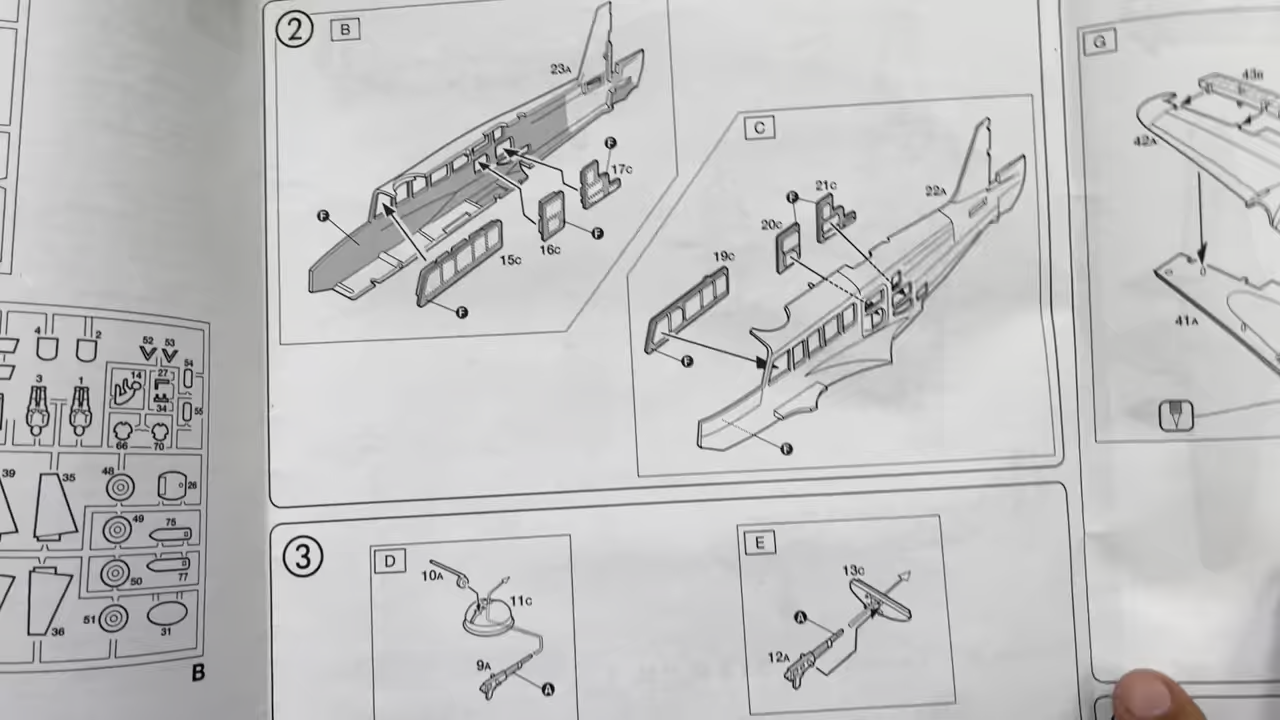 2
B
23A
F
17C
F
16C
F
15C
F
C
21C
22A
F
20C
19C
F
F
G
43B
42A
41A
4
2
52
53
54
3
1
14
27
34
55
66
70
39
35
48
26
49
75
50
77
36
51
31
B
3
D
10A
11C
9A
A
E
13C
A
12A